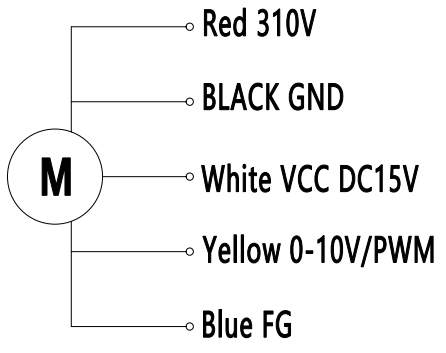 Red 310V
BLACK GND
M
White VCC DC15V
Yellow 0-10V/PWM
Blue FG